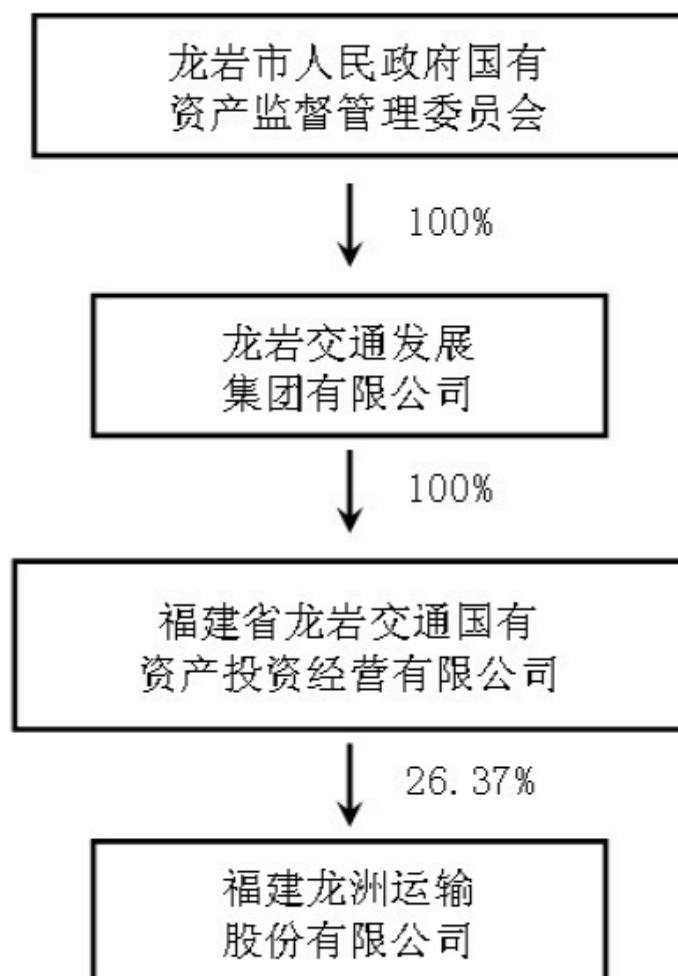 龙岩市人民政府国有
资产监督管理委员会
100%
龙岩交通发展
集团有限公司
100%
福建省龙岩交通国有
资产投资经营有限公司
26.37%
福建龙洲运输
股份有限公司